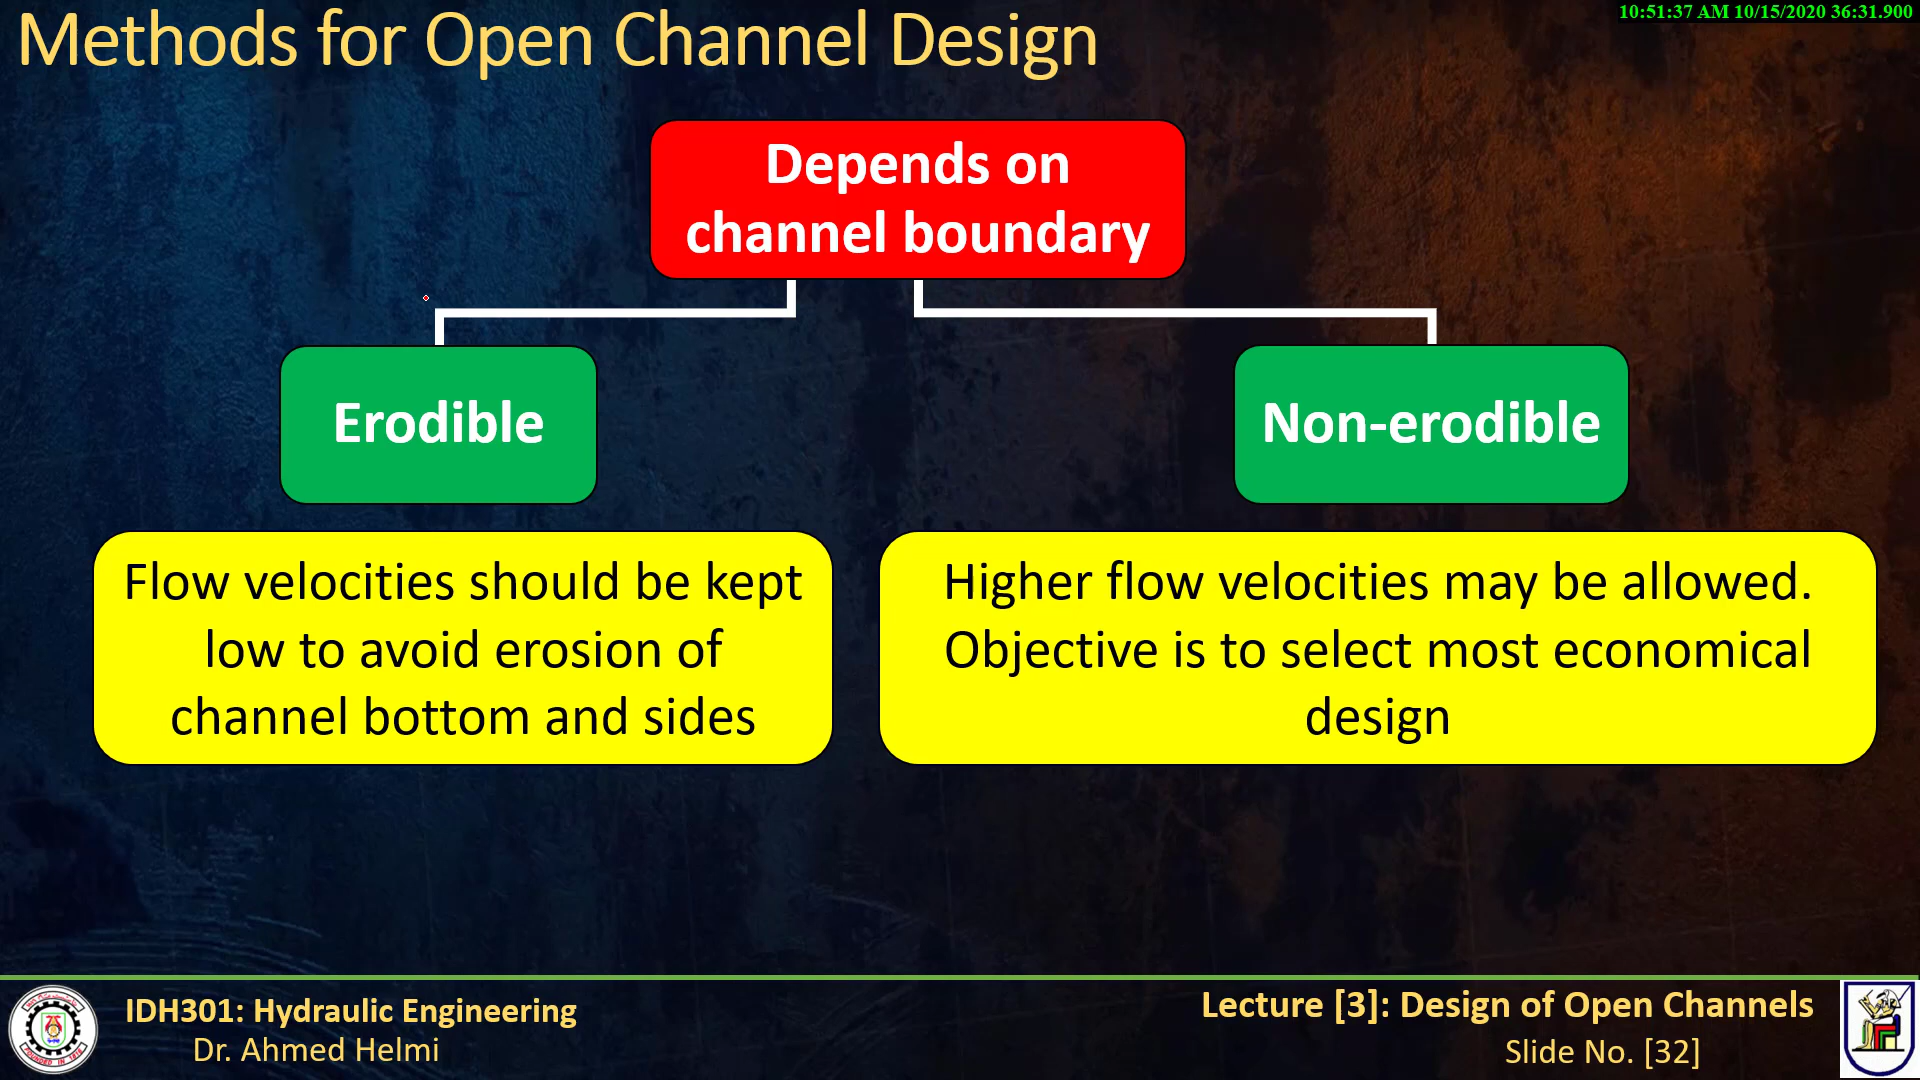 10:51:37 AM 10/15/2020 36:31.900
Methods for Open Channel Design
Depends on
channel boundary
Erodible
Non-erodible
Flow velocities should be kept
low to avoid erosion of
channel bottom and sides
Higher flow velocities may be allowed.
Objective is to select most economical
design
IDH301: Hydraulic Engineering
Dr. Ahmed Helmi
Lecture [3]: Design of Open Channels
Slide No. [32]